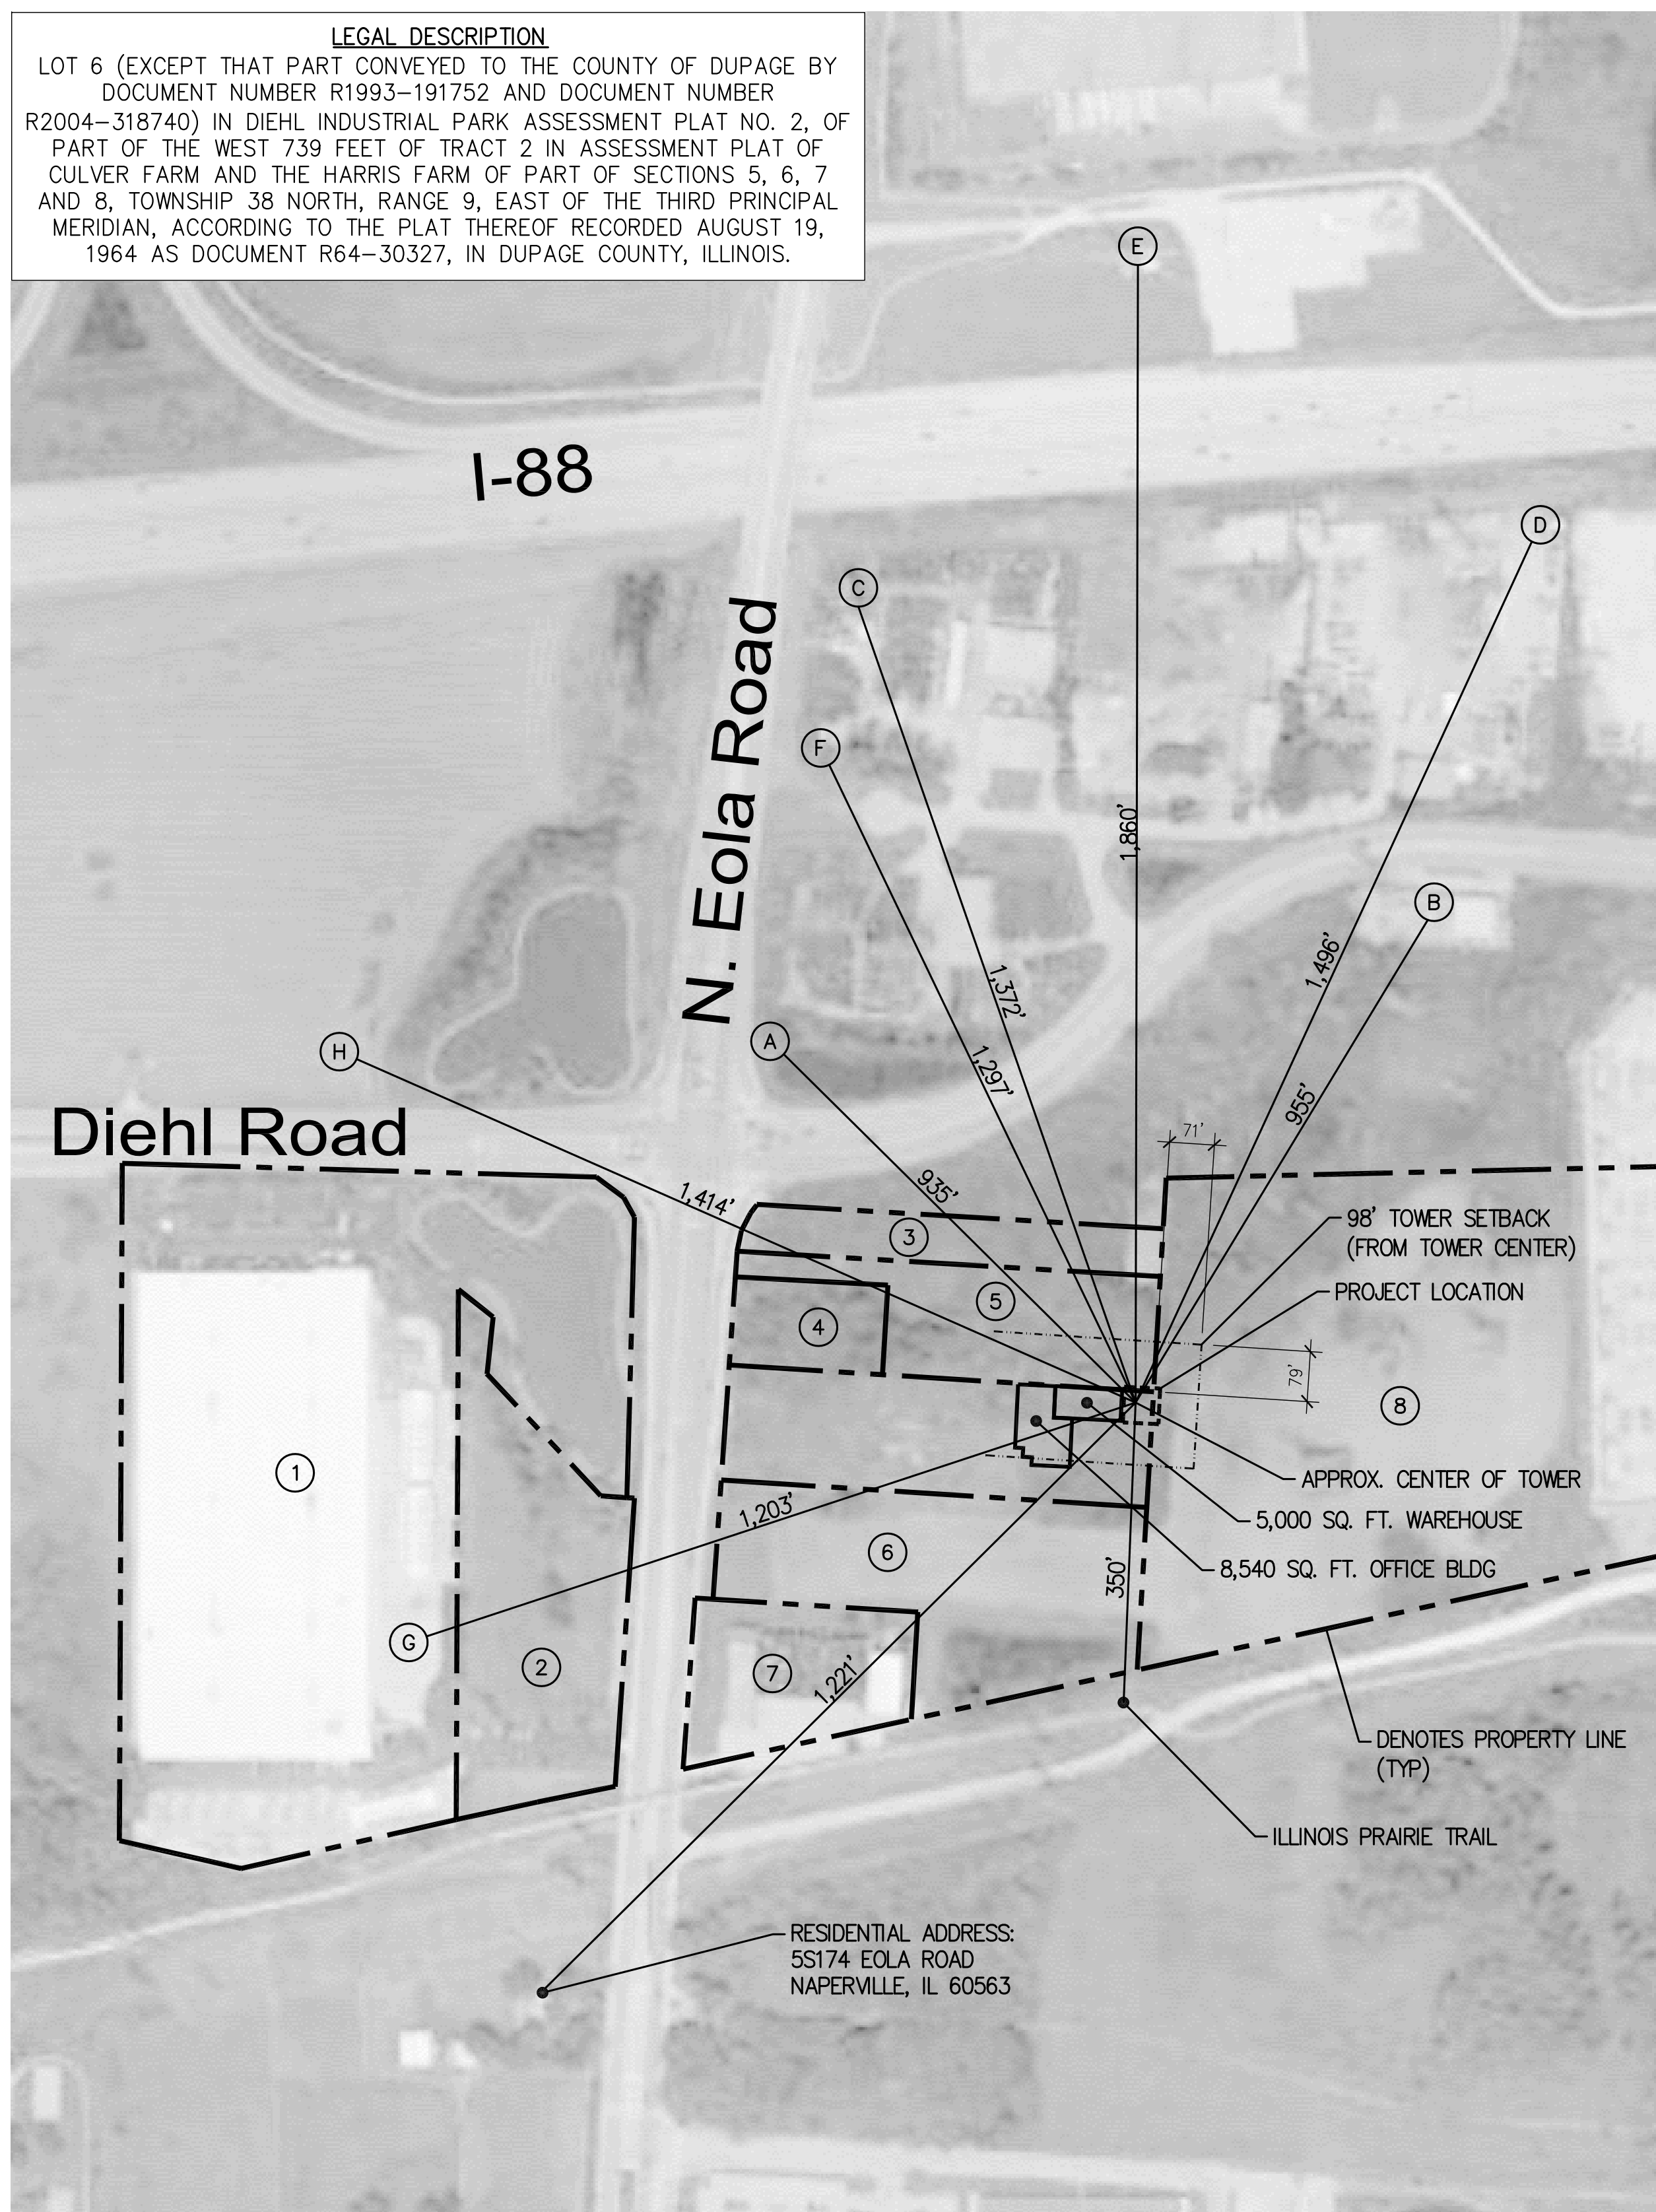 LEGAL DESCRIPTION
LOT 6 (EXCEPT THAT PART CONVEYED TO THE COUNTY OF DUPAGE BY
DOCUMENT NUMBER R1993-191752 AND DOCUMENT NUMBER
R2004-318740) IN DIEHL INDUSTRIAL PARK ASSESSMENT PLAT NO. 2, OF
PART OF THE WEST 739 FEET OF TRACT 2 IN ASSESSMENT PLAT OF
CULVER FARM AND THE HARRIS FARM OF PART OF SECTIONS 5, 6, 7
AND 8, TOWNSHIP 38 NORTH, RANGE 9, EAST OF THE THIRD PRINCIPAL
MERIDIAN, ACCORDING TO THE PLAT THEREOF RECORDED AUGUST 19,
1964 AS DOCUMENT R64-30327, IN DUPAGE COUNTY, ILLINOIS.
E
I-88
D
C
N. Eola Road
F
1,860'
B
1,496'
1,372'
H
A
1,297'
955'
Diehl Road
71'
935'
1,414'
3
98' TOWER SETBACK
(FROM TOWER CENTER)
PROJECT LOCATION
5
4
79'
8
1
APPROX. CENTER OF TOWER
1,203'
5,000 SQ. FT. WAREHOUSE
6
350'
8,540 SQ. FT. OFFICE BLDG
G
2
7
1,221'
DENOTES PROPERTY LINE
(TYP)
ILLINOIS PRAIRIE TRAIL
RESIDENTIAL ADDRESS:
5S174 EOLA ROAD
NAPERVILLE, IL 60563